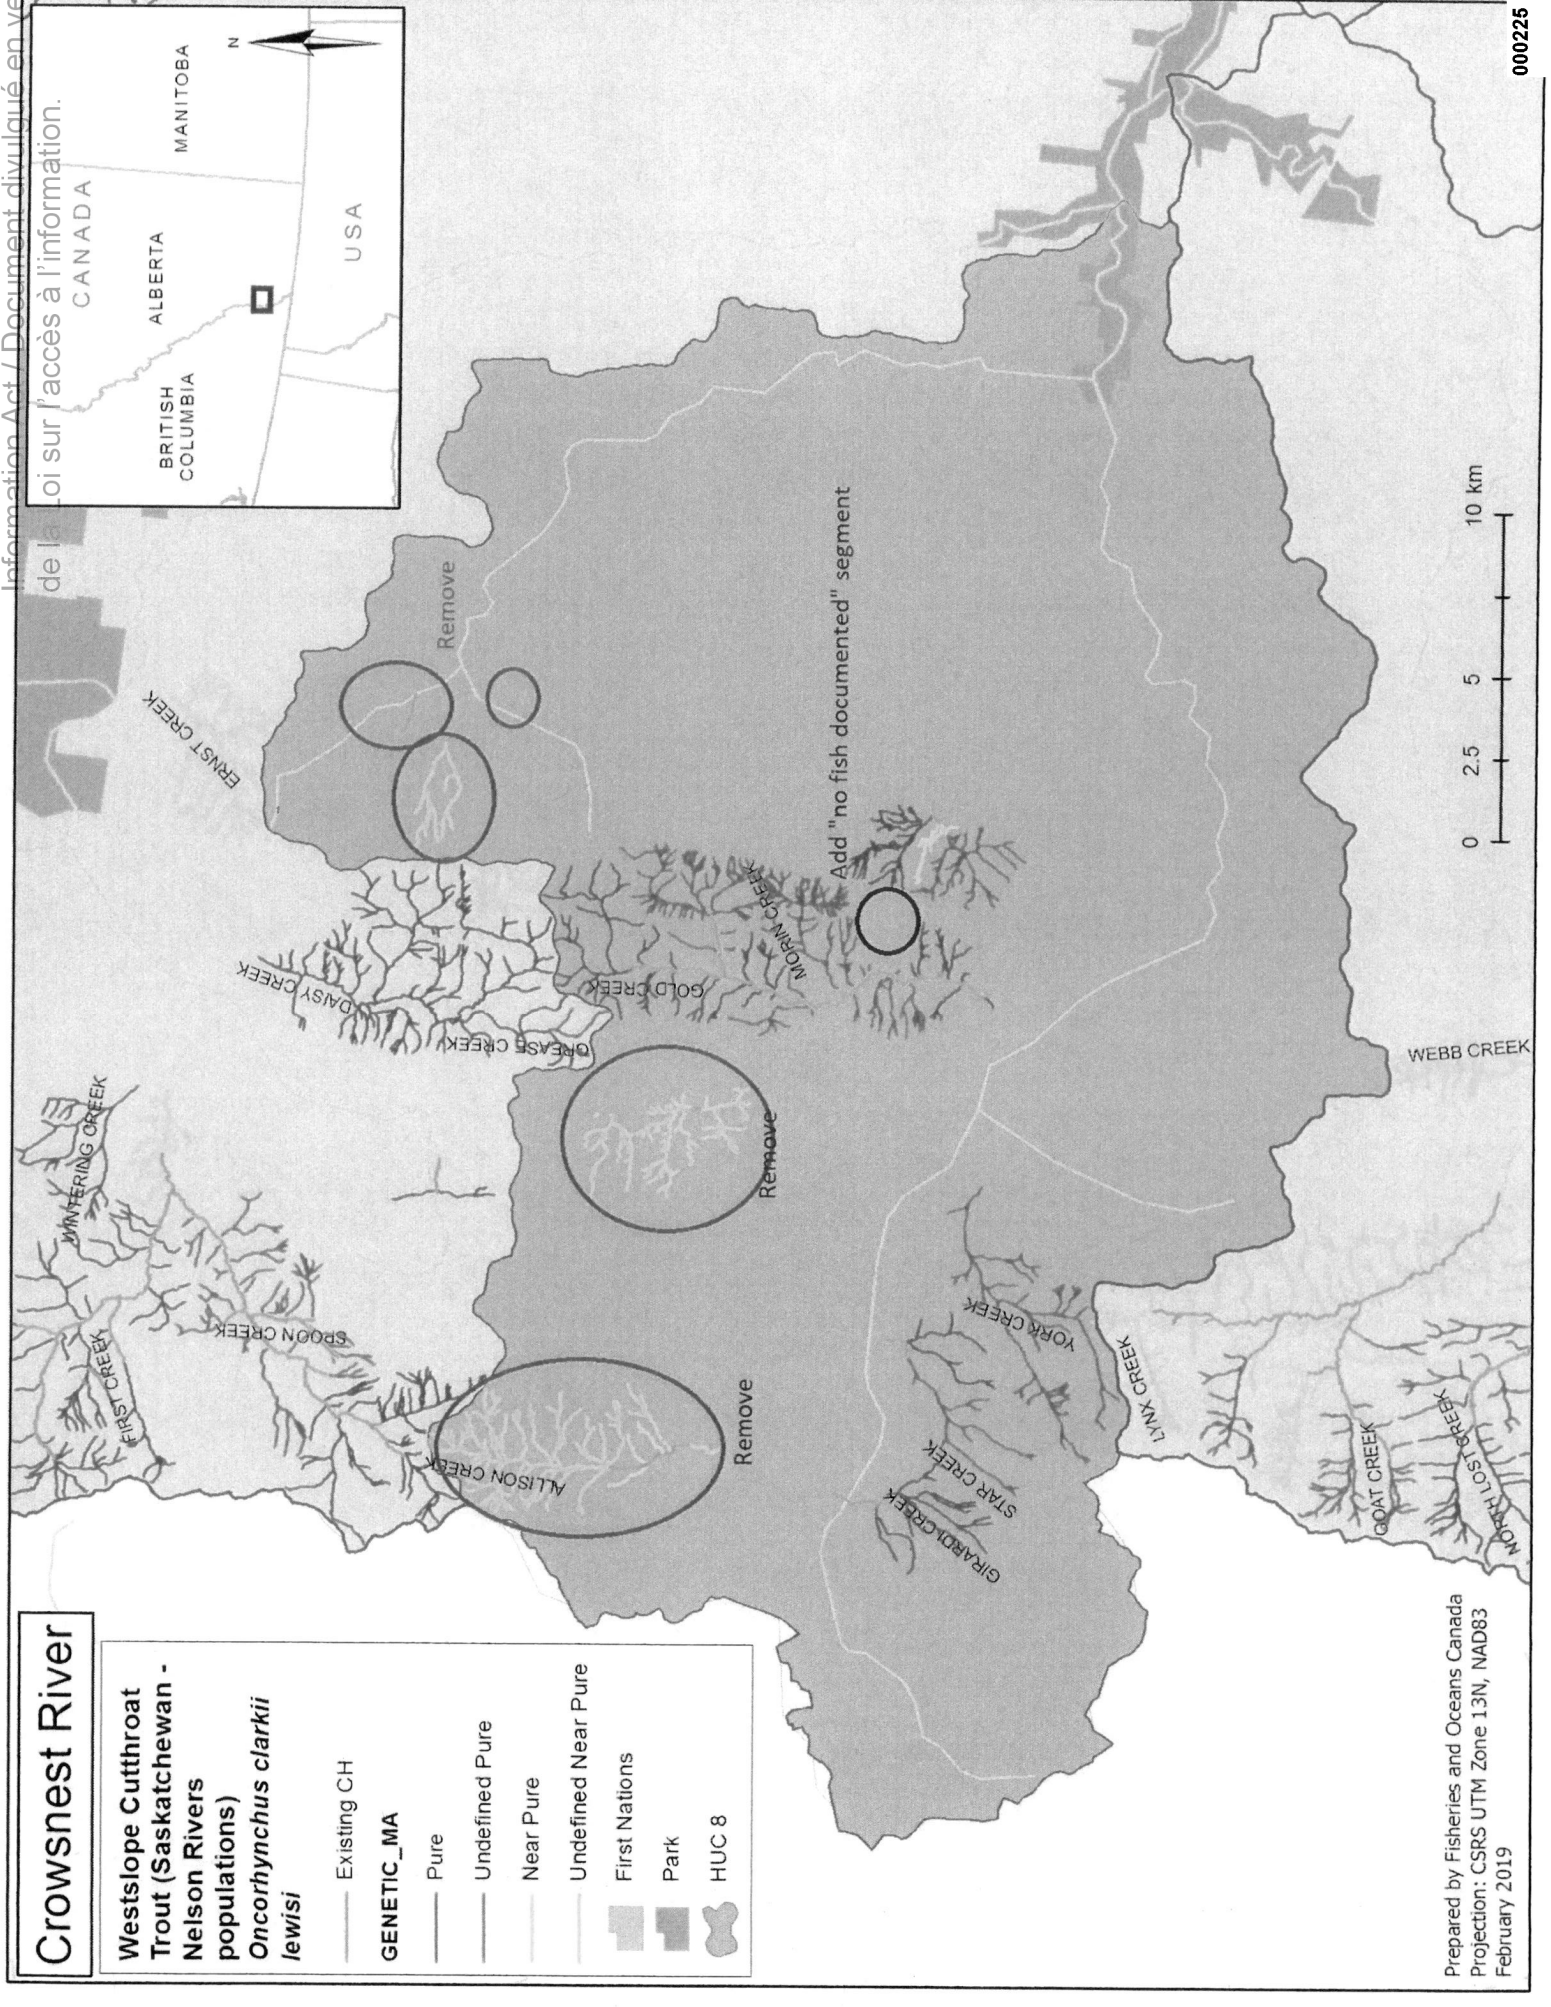 Information Act / Document divulgué en
de la Loi sur l'accès à l'information.
Crowsnest River
Westslope Cutthroat
Trout (Saskatchewan -
Nelson Rivers
populations)
Oncorhynchus clarkii
lewisi
Existing CH
GENETIC_MA
Pure
Undefined Pure
Near Pure
Undefined Near Pure
First Nations
Park
HUC 8
CANADA
BRITISH
COLUMBIA
ALBERTA
MANITOBA
USA
N
WINTERING CREEK
FIRST CREEK
SPOON CREEK
ALLISON CREEK
Remove
DAISY CREEK
GREASE CREEK
ERNST CREEK
Remove
Remove
GOLD CREEK
MORIN CREEK
Add "no fish documented" segment
YORK CREEK
STAR CREEK
GIRARDI CREEK
LYNX CREEK
GOAT CREEK
NORTH LOST CREEK
WEBB CREEK
0 2.5 5 10 km
Prepared by Fisheries and Oceans Canada
Projection: CSRS UTM Zone 13N, NAD83
February 2019
000225